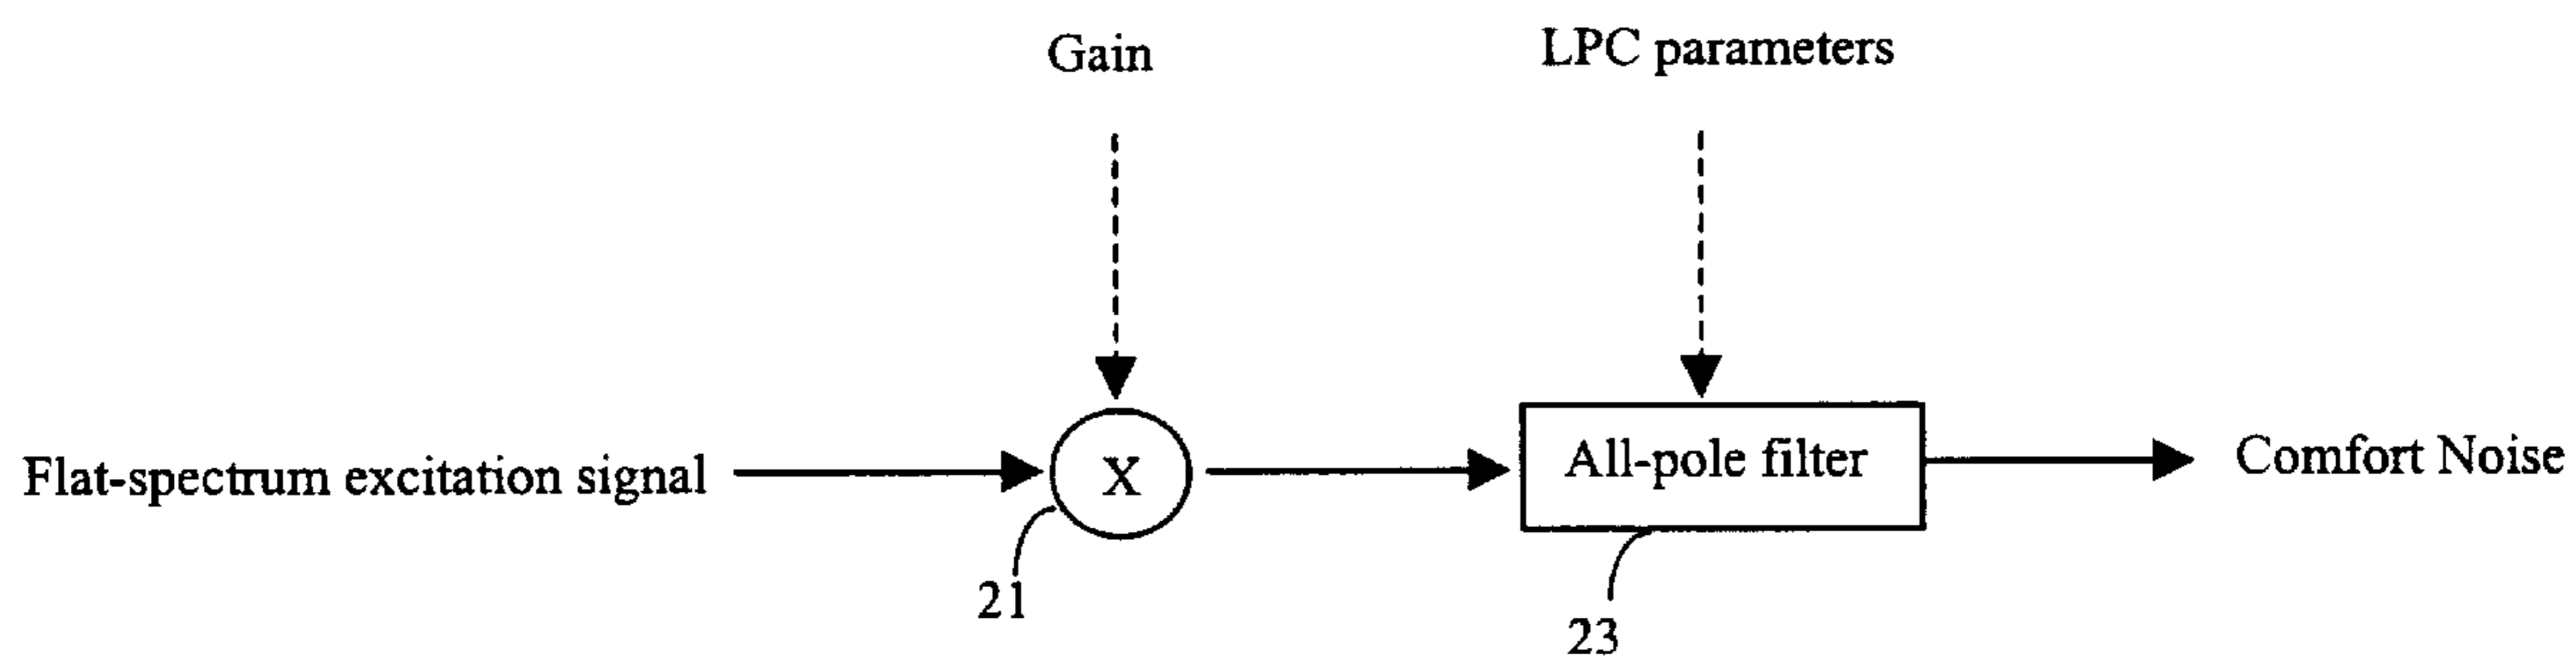 Gain
LPC parameters
Flat-spectrum excitation signal
X
All-pole filter
Comfort Noise
21
23